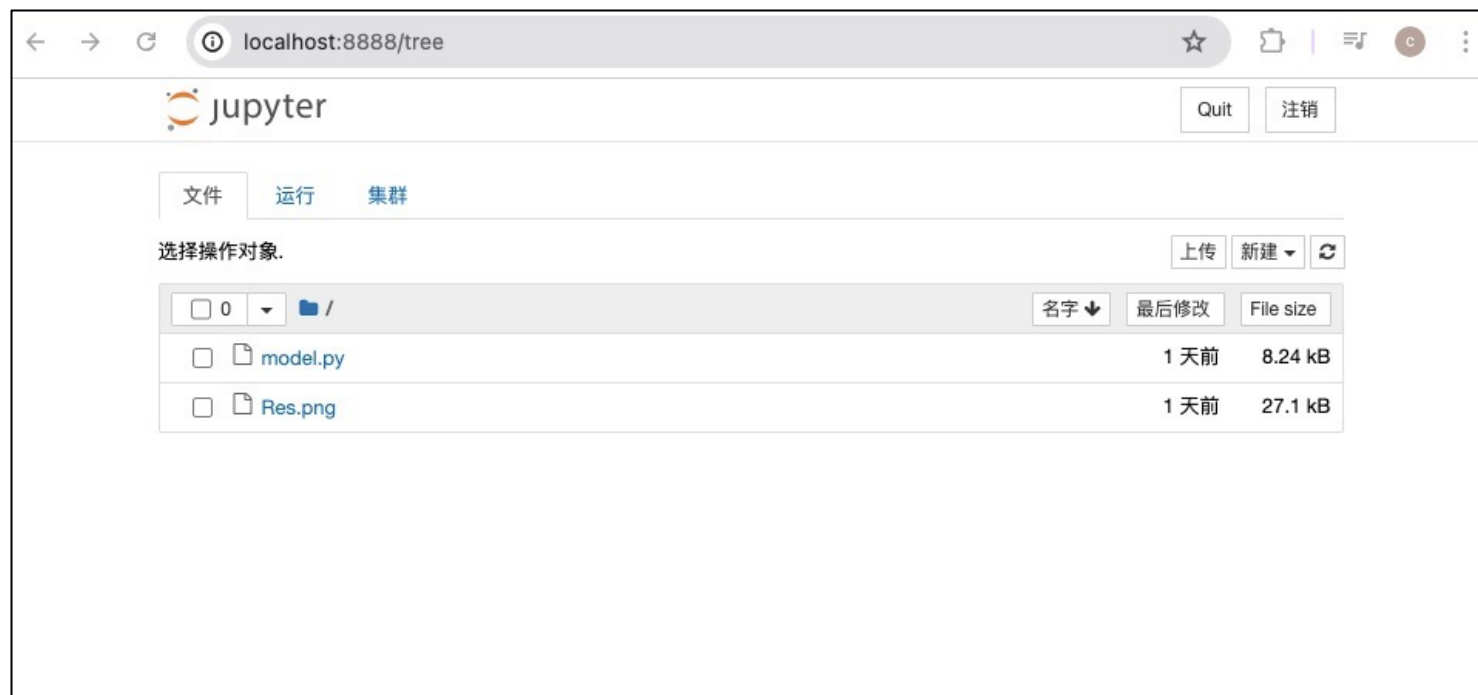 localhost:8888/tree
c
jupyter
Quit 注销
文件 运行 集群
选择操作对象.
上传 新建
0 / 名字 最后修改 File size
model.py 1 天前 8.24 kB
Res.png 1 天前 27.1 kB